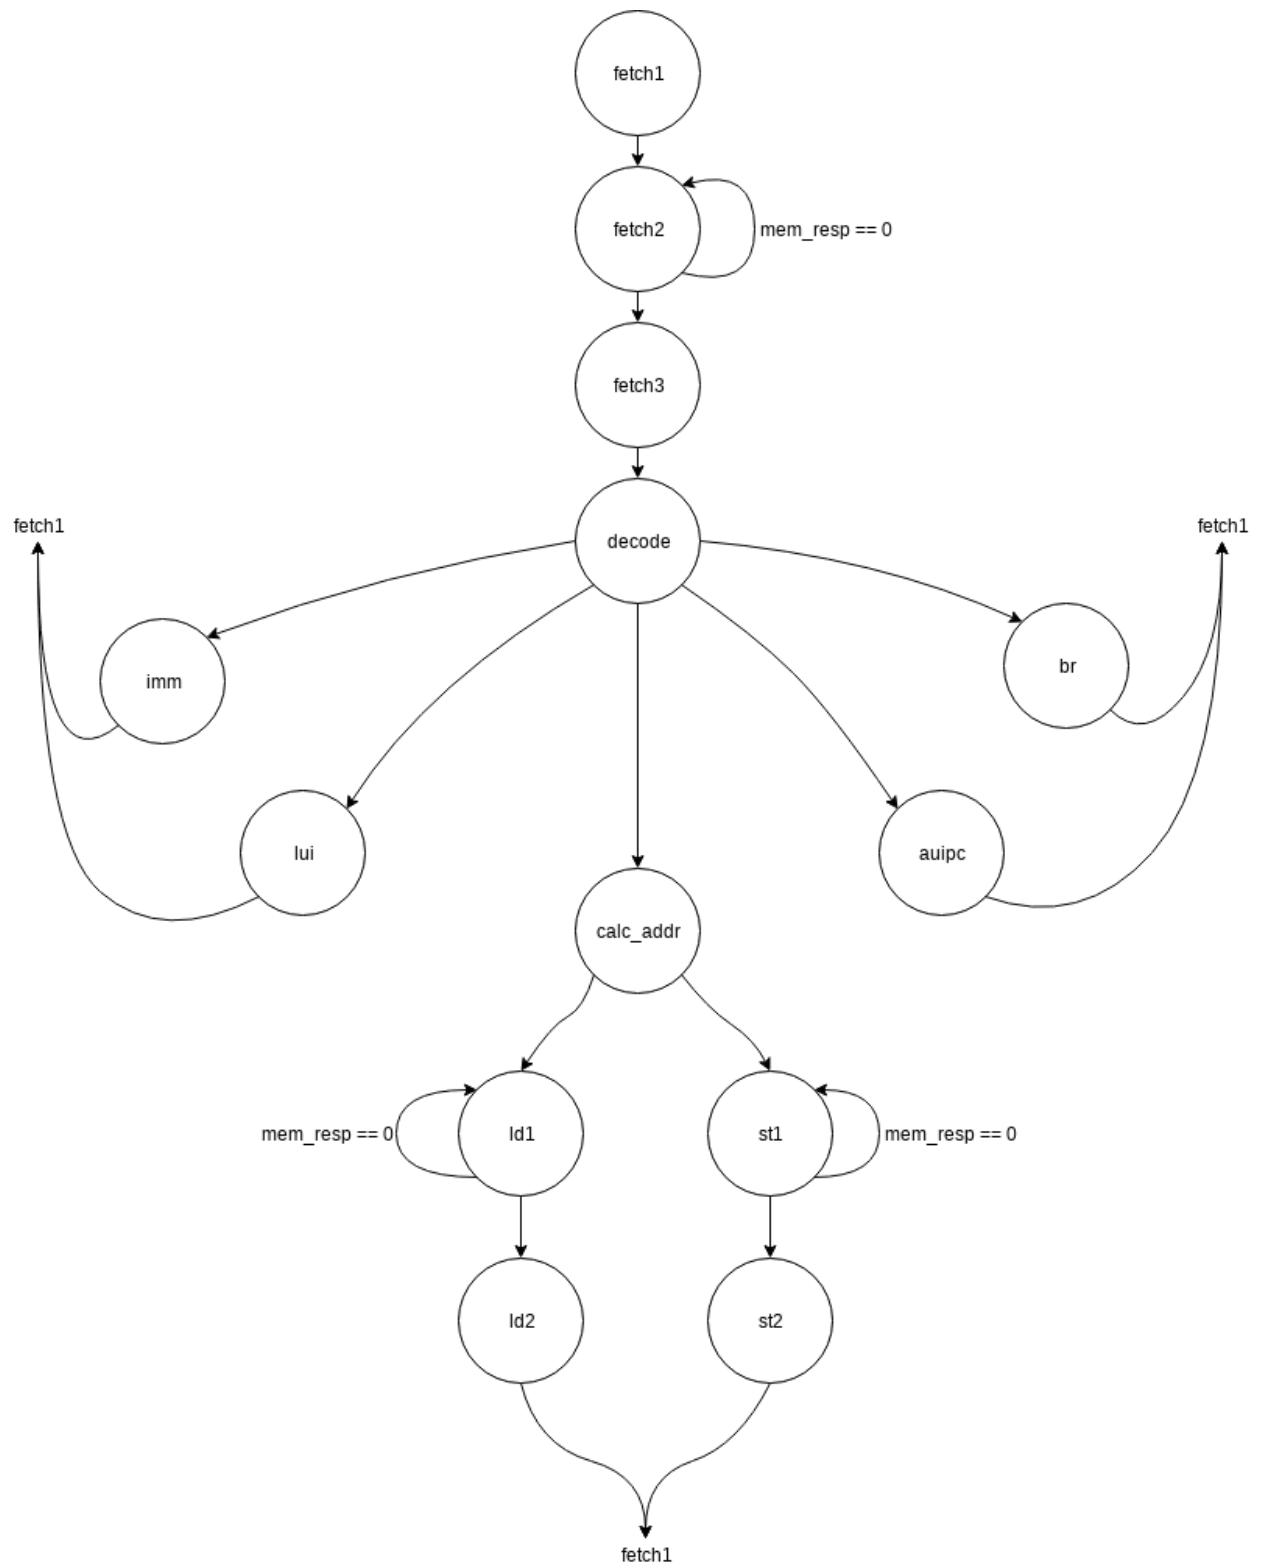 fetch1
fetch2
mem_resp == 0
fetch3
fetch1
decode
fetch1
imm
br
lui
auipc
calc_addr
mem_resp == 0
ld1
st1
mem_resp == 0
ld2
st2
fetch1